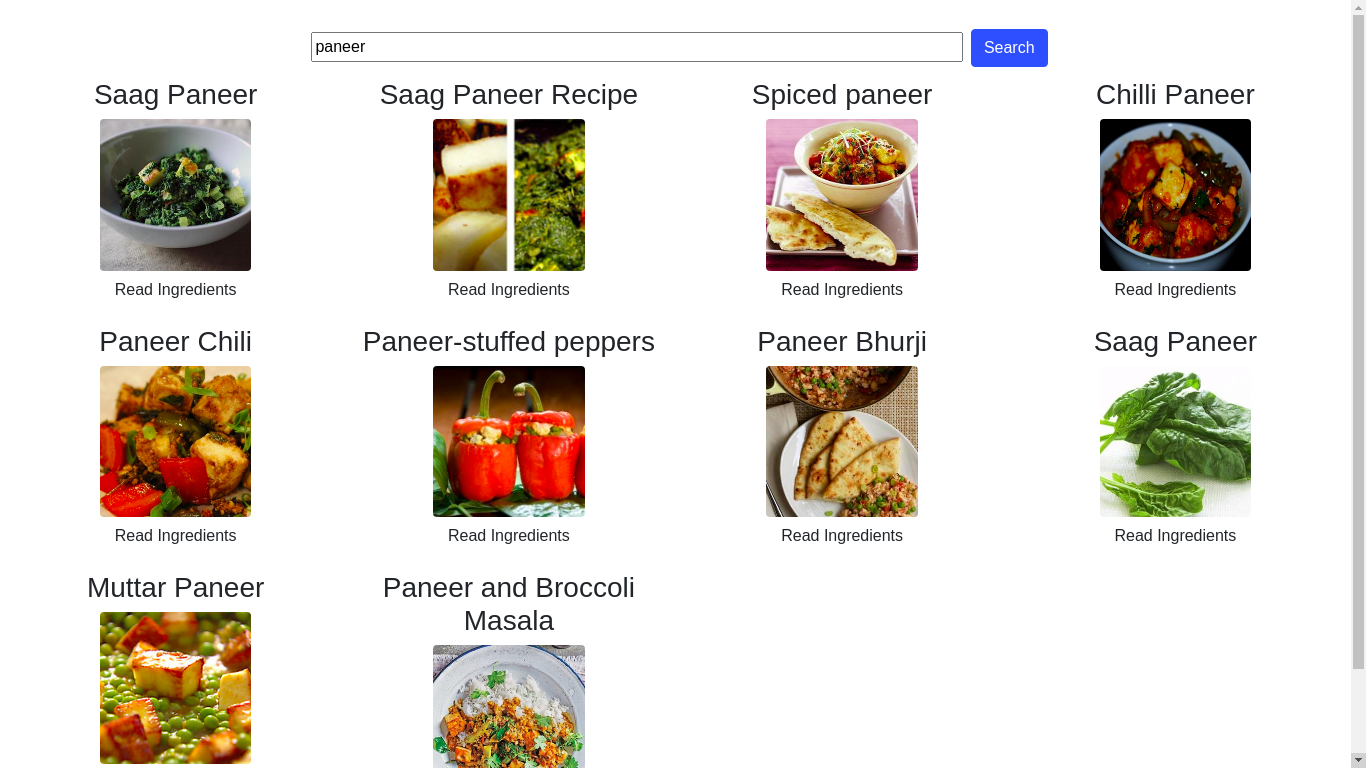 paneer
Search
Saag Paneer
Saag Paneer Recipe
Spiced paneer
Chilli Paneer
Read Ingredients
Read Ingredients
Read Ingredients
Read Ingredients
Paneer Chili
Paneer-stuffed peppers
Paneer Bhurji
Saag Paneer
Read Ingredients
Read Ingredients
Read Ingredients
Read Ingredients
Muttar Paneer
Paneer and Broccoli
Masala